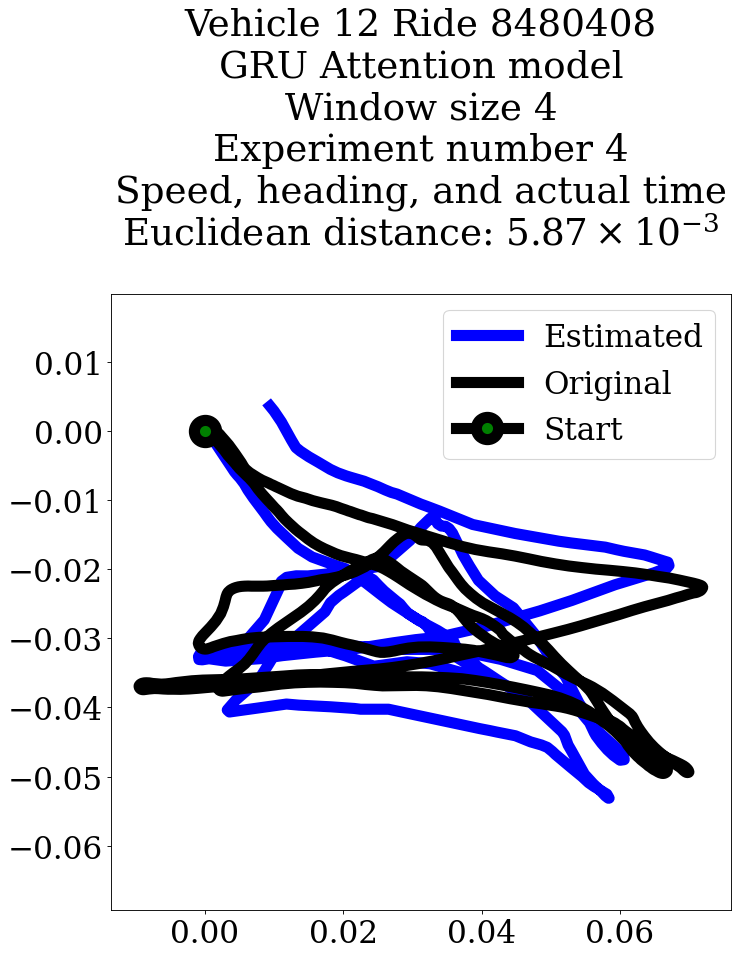 Vehicle 12 Ride 8480408
GRU Attention model
Window size 4
Experiment number 4
Speed, heading, and actual time
Euclidean distance: 5.87 × 10⁻³
Estimated
Original
Start
0.01
0.00
−0.01
−0.02
−0.03
−0.04
−0.05
−0.06
0.00 0.02 0.04 0.06